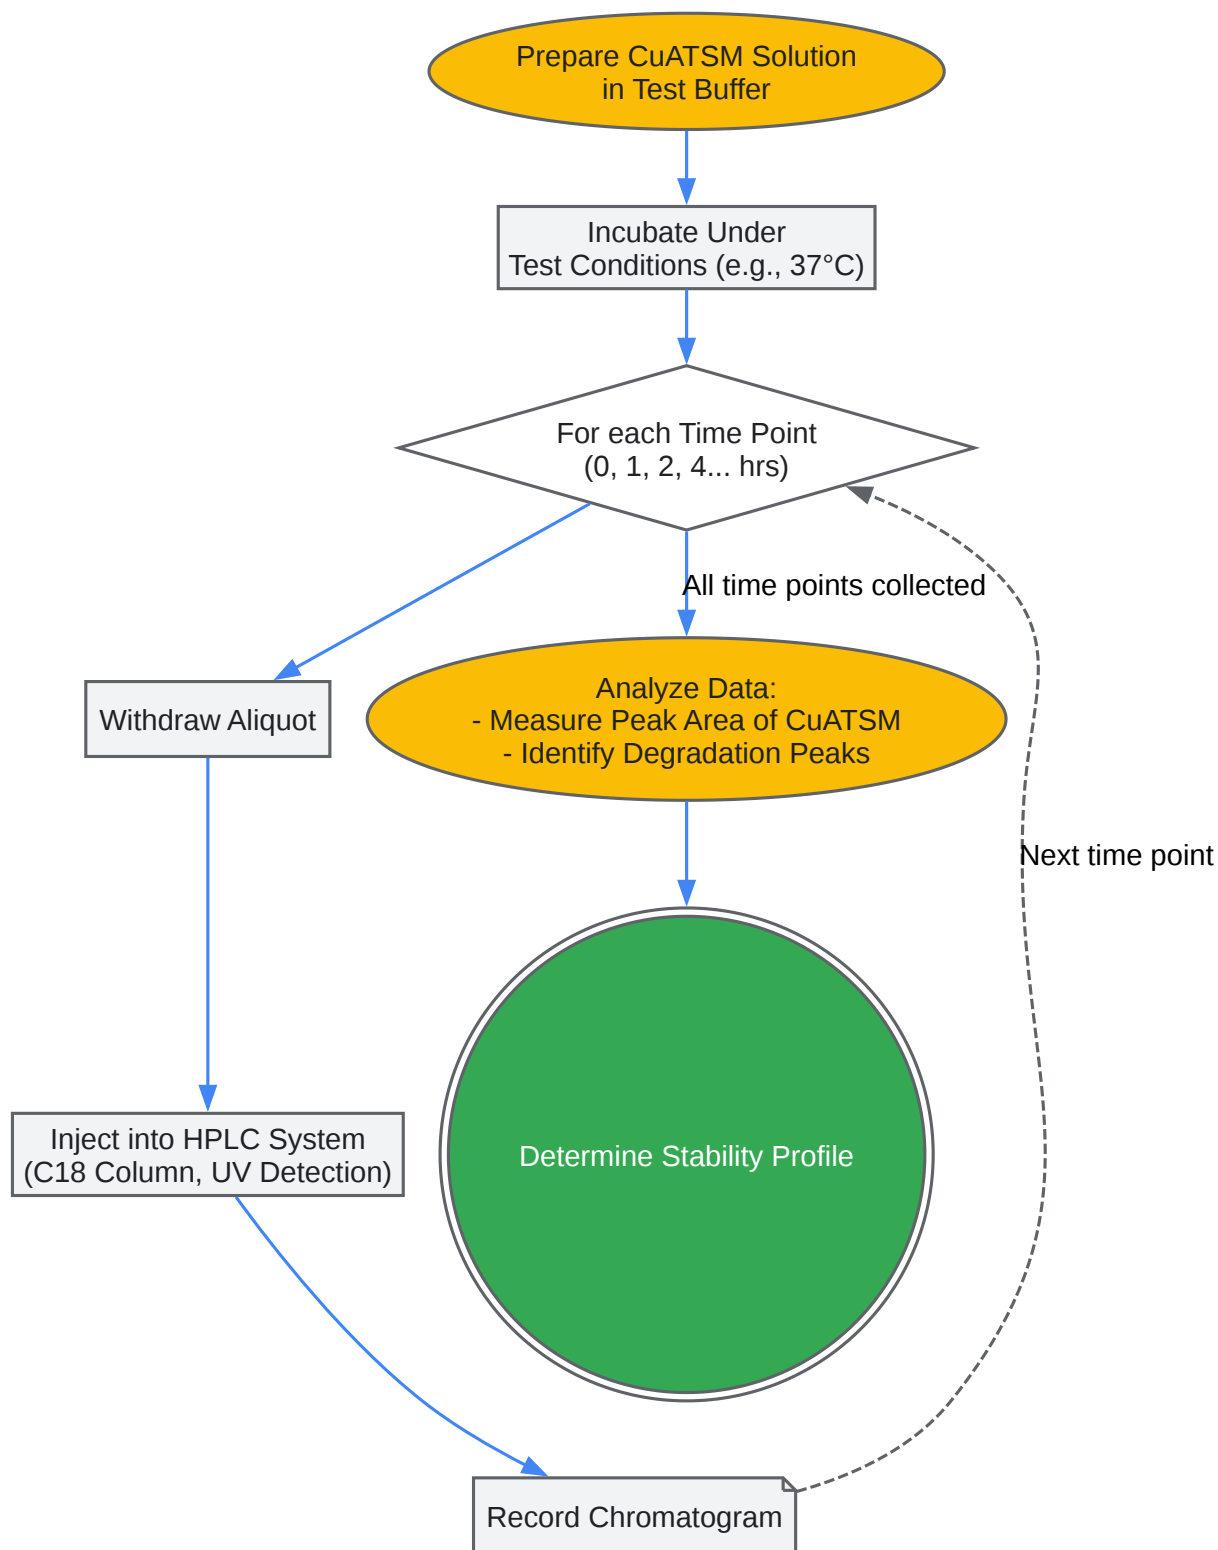 Prepare CuATSM Solution
in Test Buffer
Incubate Under
Test Conditions (e.g., 37°C)
For each Time Point
(0, 1, 2, 4... hrs)
All time points collected
Withdraw Aliquot
Analyze Data:
- Measure Peak Area of CuATSM
- Identify Degradation Peaks
Next time point
Inject into HPLC System
(C18 Column, UV Detection)
Determine Stability Profile
Record Chromatogram